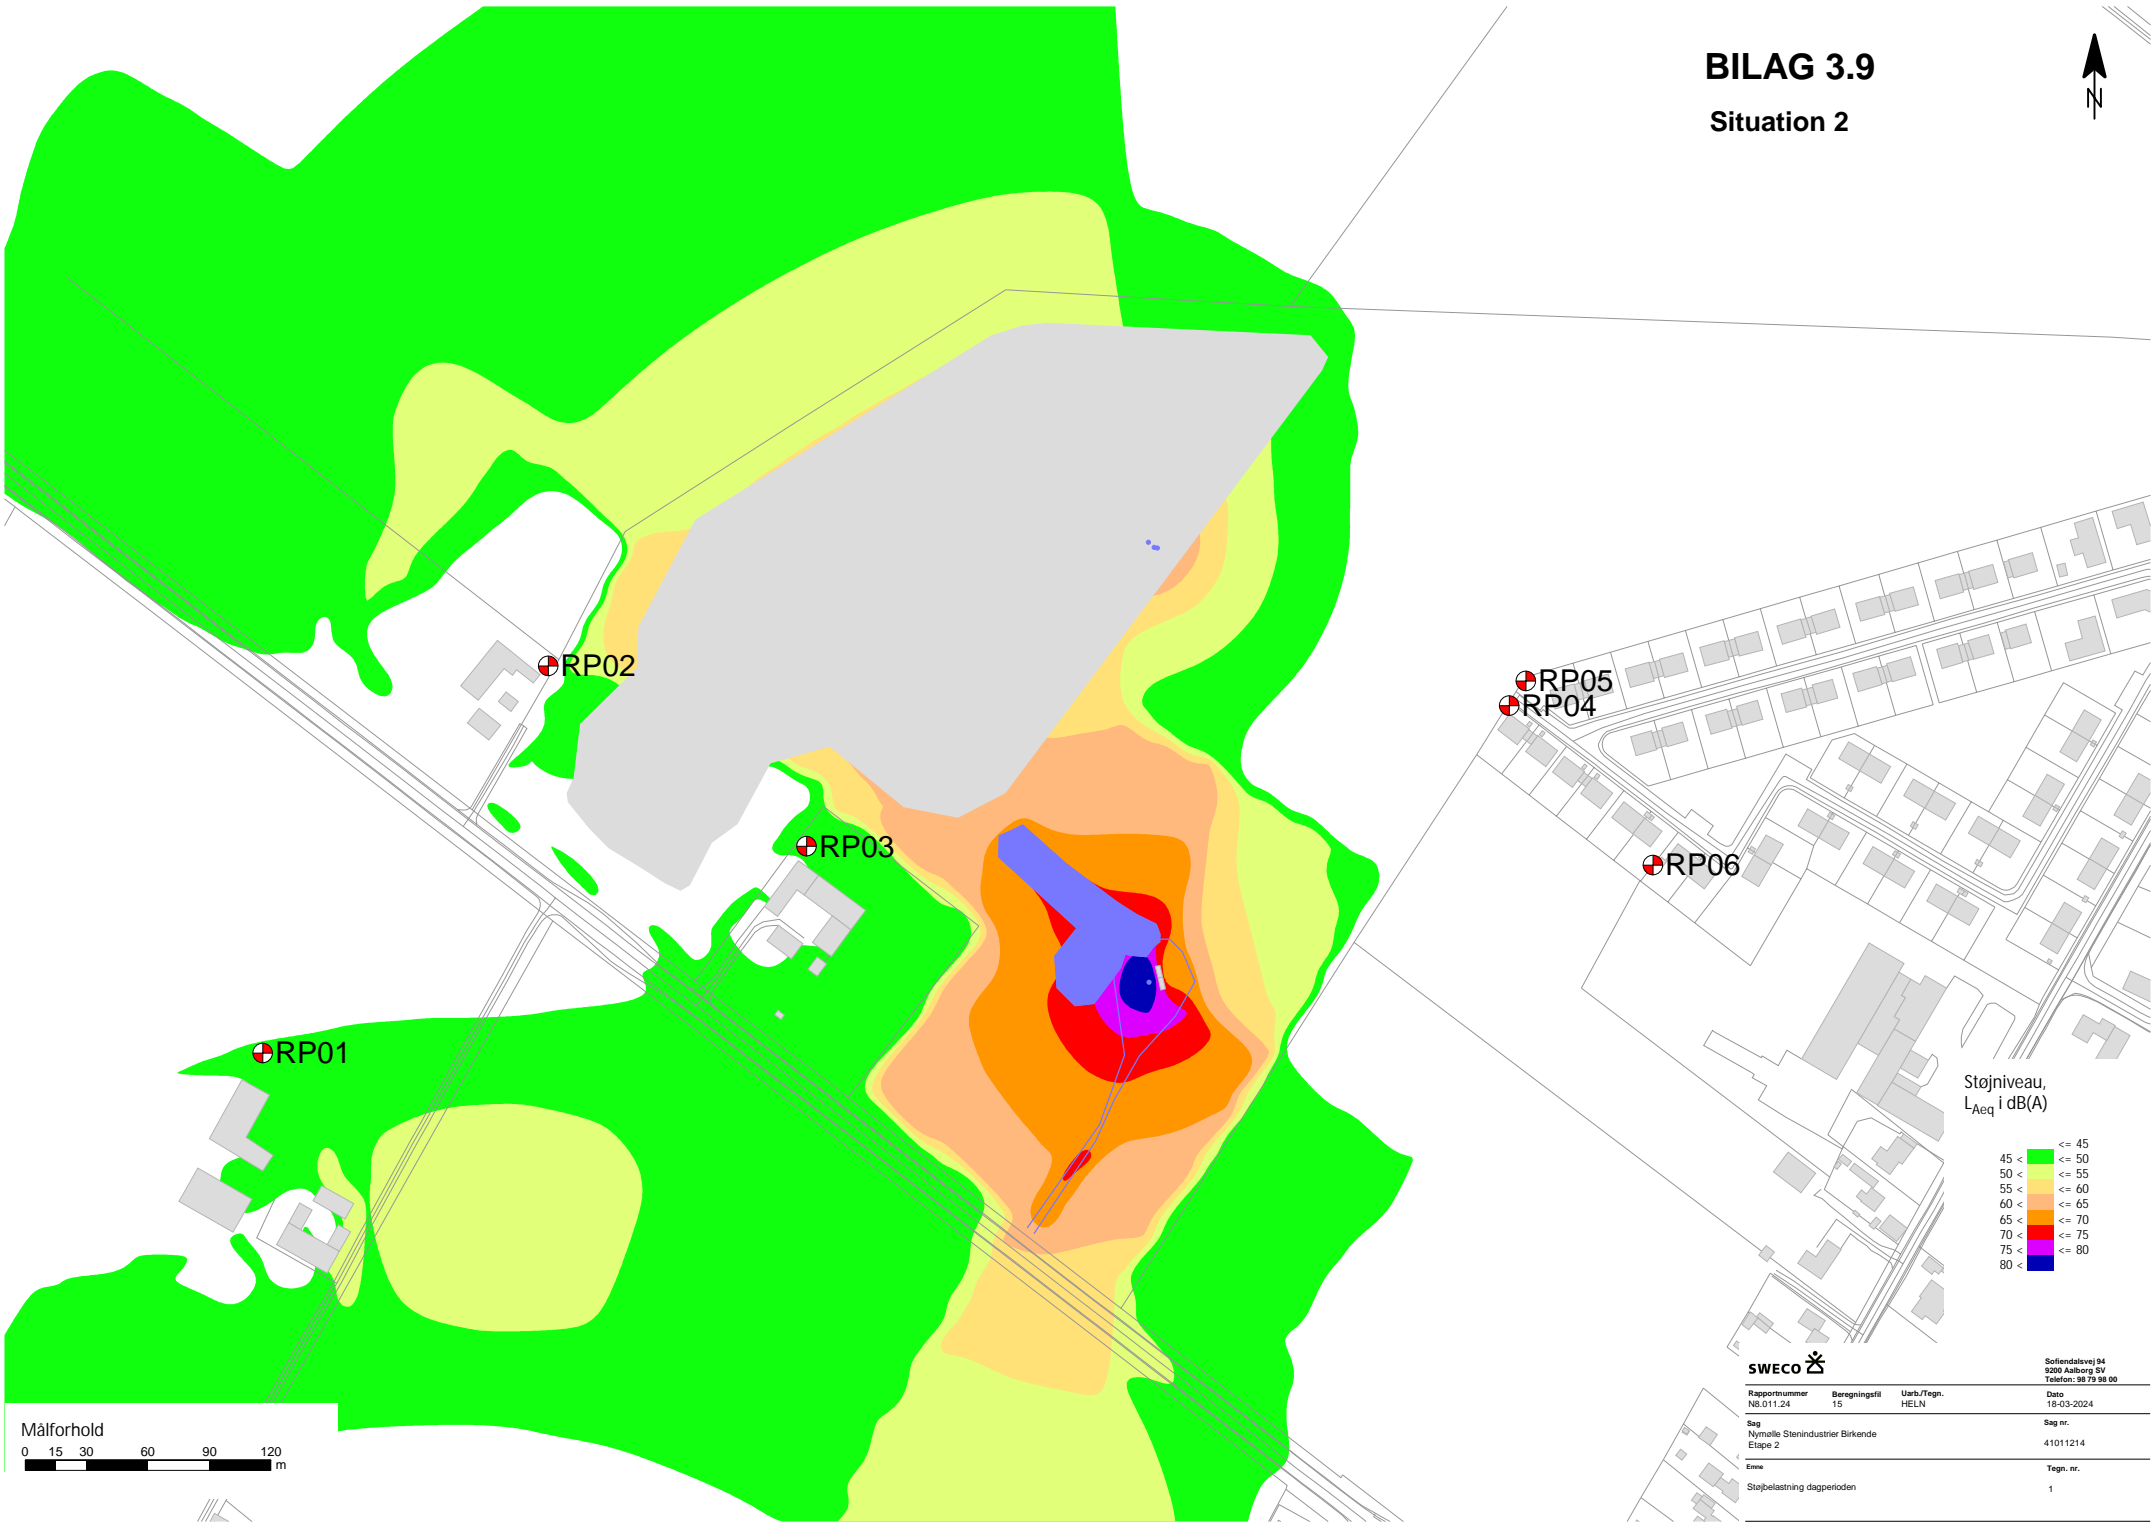 BILAG 3.9
Situation 2
N
RP02
RP05
RP04
RP03
RP06
RP01
Støjniveau,
LAeq i dB(A)
<= 45
45 < <= 50
50 < <= 55
55 < <= 60
60 < <= 65
65 < <= 70
70 < <= 75
75 < <= 80
80 <
Målforhold
0 15 30 60 90 120
m
SWECO
Sofiendalsvej 94
9200 Aalborg SV
Telefon: 98 79 98 00
Rapportnummer Beregningsfil Uarb./Tegn. Dato
N8.011.24 15 HELN 18-03-2024
Sag Sag nr.
Nymølle Stenindustrier Birkende
Etape 2 41011214
Emne Tegn. nr.
Støjbelastning dagperioden 1